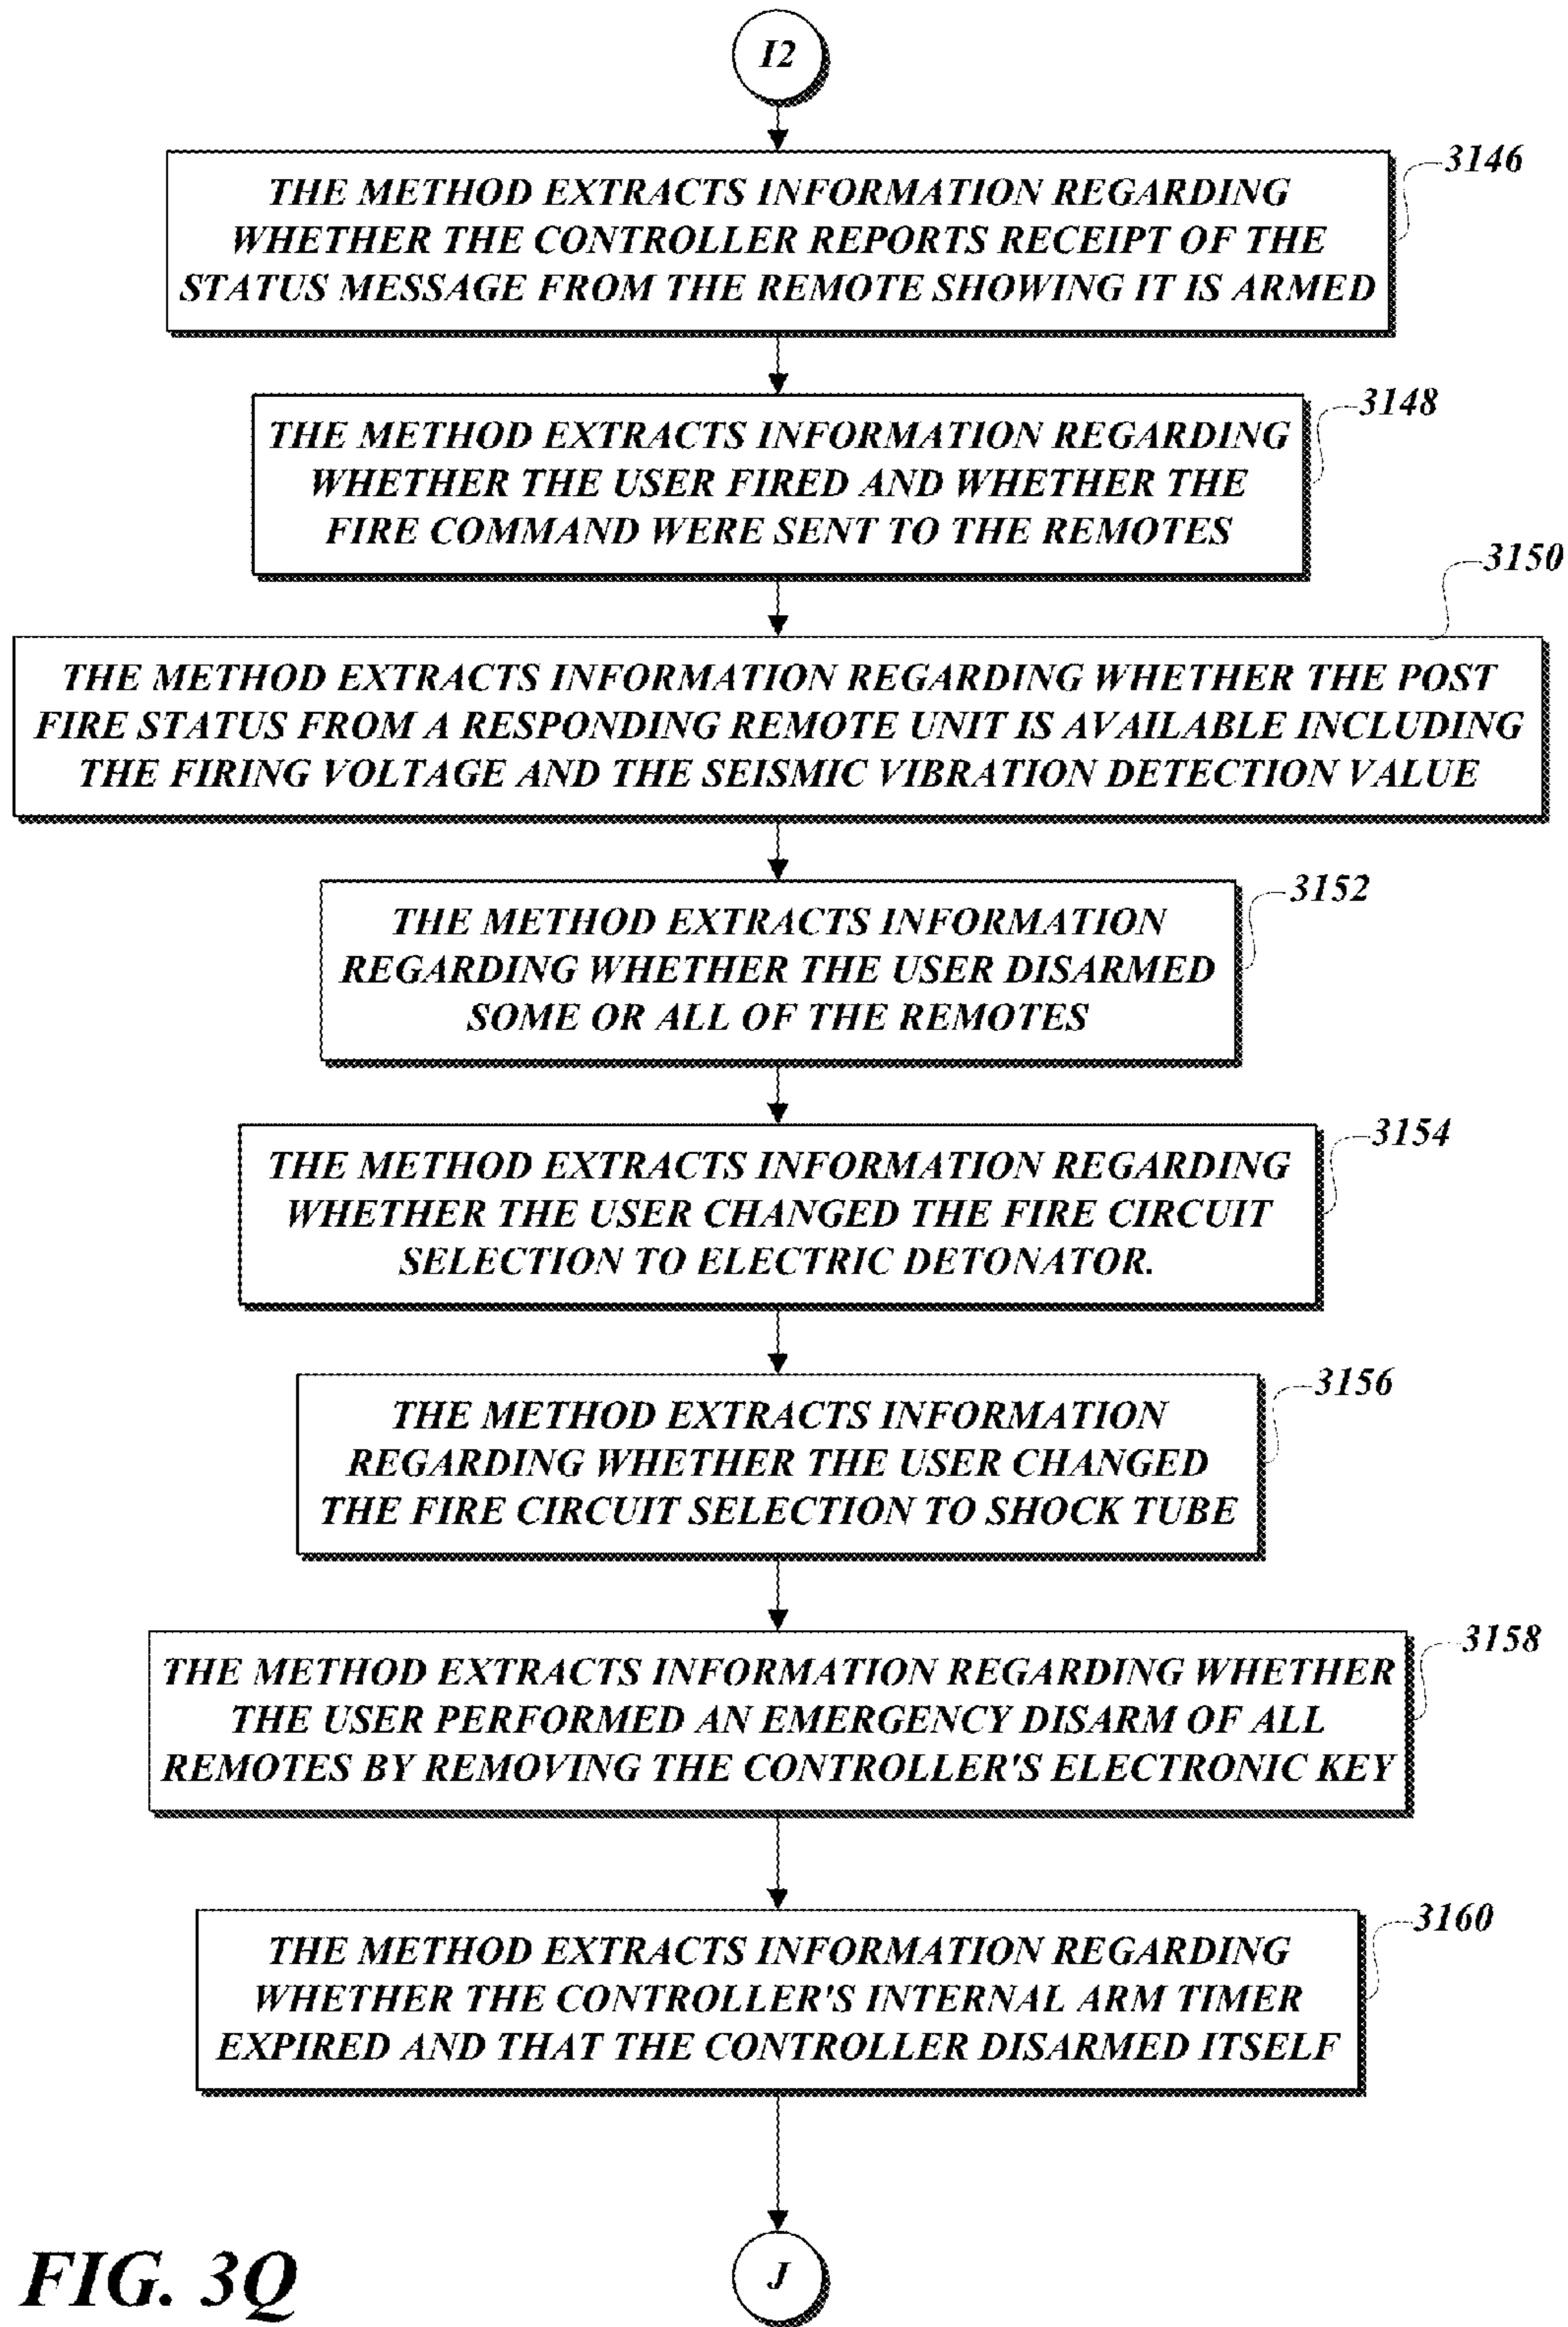 I2
3146
THE METHOD EXTRACTS INFORMATION REGARDING
WHETHER THE CONTROLLER REPORTS RECEIPT OF THE
STATUS MESSAGE FROM THE REMOTE SHOWING IT IS ARMED
3148
THE METHOD EXTRACTS INFORMATION REGARDING
WHETHER THE USER FIRED AND WHETHER THE
FIRE COMMAND WERE SENT TO THE REMOTES
3150
THE METHOD EXTRACTS INFORMATION REGARDING WHETHER THE POST
FIRE STATUS FROM A RESPONDING REMOTE UNIT IS AVAILABLE INCLUDING
THE FIRING VOLTAGE AND THE SEISMIC VIBRATION DETECTION VALUE
3152
THE METHOD EXTRACTS INFORMATION
REGARDING WHETHER THE USER DISARMED
SOME OR ALL OF THE REMOTES
3154
THE METHOD EXTRACTS INFORMATION REGARDING
WHETHER THE USER CHANGED THE FIRE CIRCUIT
SELECTION TO ELECTRIC DETONATOR.
3156
THE METHOD EXTRACTS INFORMATION
REGARDING WHETHER THE USER CHANGED
THE FIRE CIRCUIT SELECTION TO SHOCK TUBE
3158
THE METHOD EXTRACTS INFORMATION REGARDING WHETHER
THE USER PERFORMED AN EMERGENCY DISARM OF ALL
REMOTES BY REMOVING THE CONTROLLER'S ELECTRONIC KEY
3160
THE METHOD EXTRACTS INFORMATION REGARDING
WHETHER THE CONTROLLER'S INTERNAL ARM TIMER
EXPIRED AND THAT THE CONTROLLER DISARMED ITSELF
J
FIG. 3Q